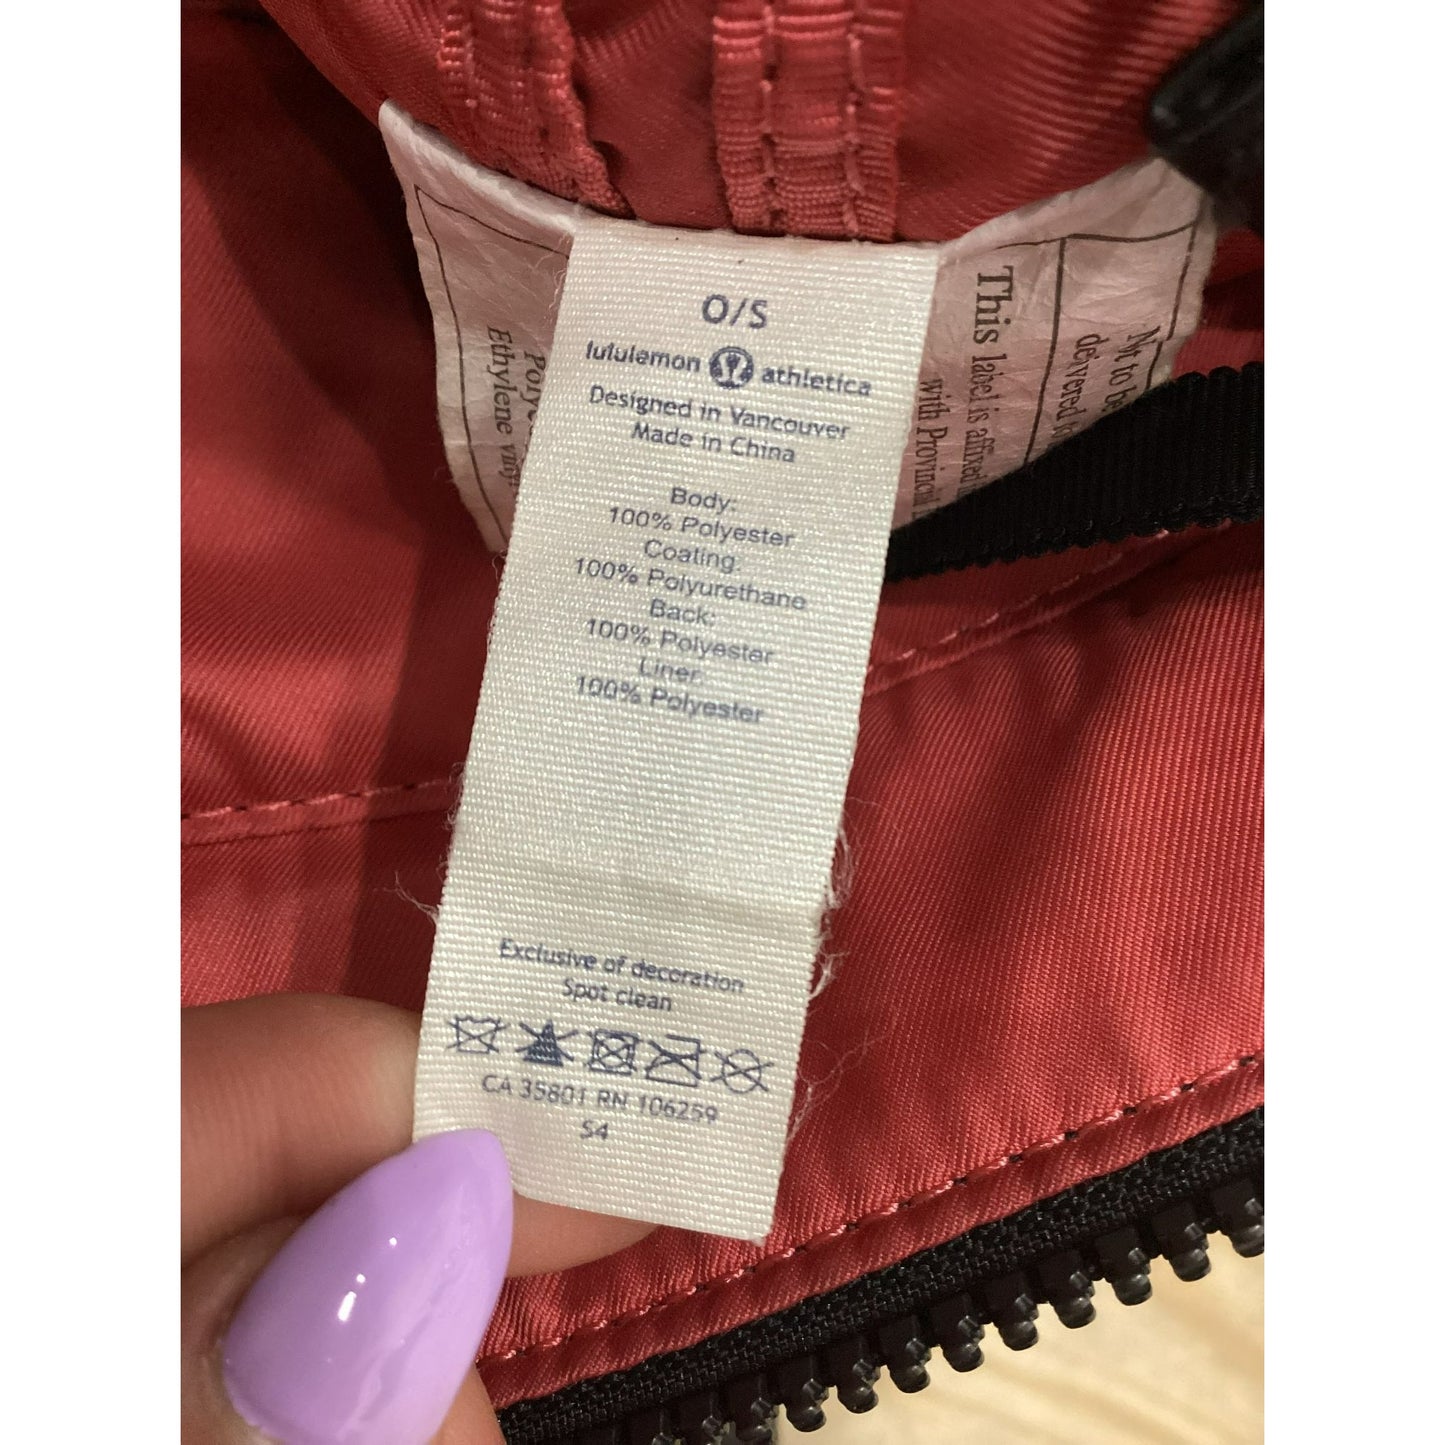 O/S
lululemon athletica
Designed in Vancouver
Made in China
Body:
100% Polyester
Coating:
100% Polyurethane
Back:
100% Polyester
Liner:
100% Polyester
Exclusive of decoration
Spot clean
CA 35801 RN 106259
S4
Ethylene vinyl
Not to be
delivered
This label is affixed
with Provincial